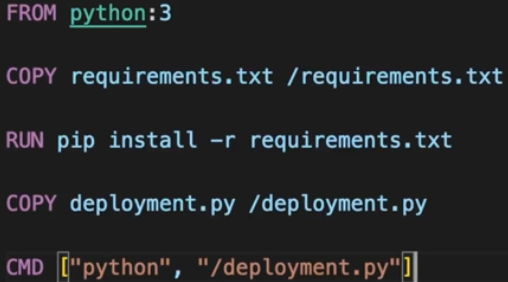 FROM python:3
COPY requirements.txt /requirements.txt
RUN pip install -r requirements.txt
COPY deployment.py /deployment.py
CMD ["python", "/deployment.py"]